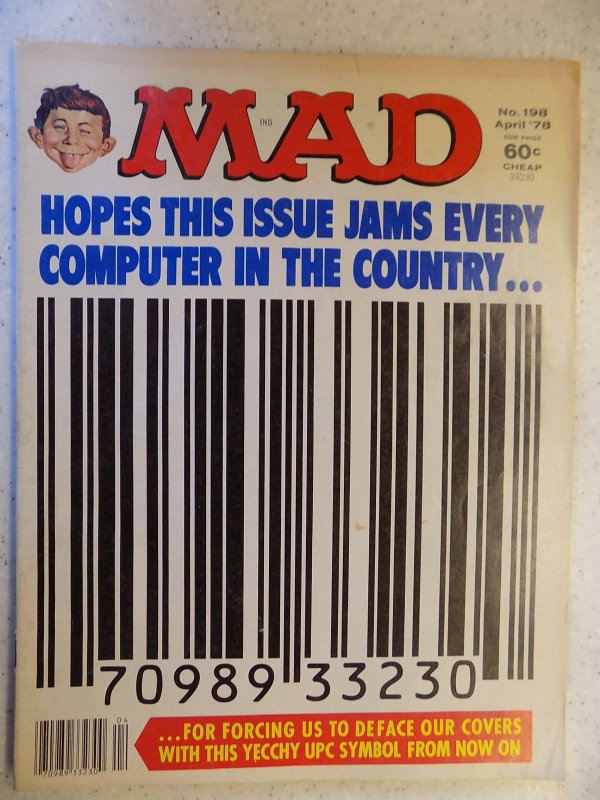 MAD
IND
®
No. 198
April '78
OUR PRICE
60c
CHEAP
33230
HOPES THIS ISSUE JAMS EVERY
COMPUTER IN THE COUNTRY...
70989 33230
04
70989 33230
...FOR FORCING US TO DEFACE OUR COVERS
WITH THIS YECCHY UPC SYMBOL FROM NOW ON